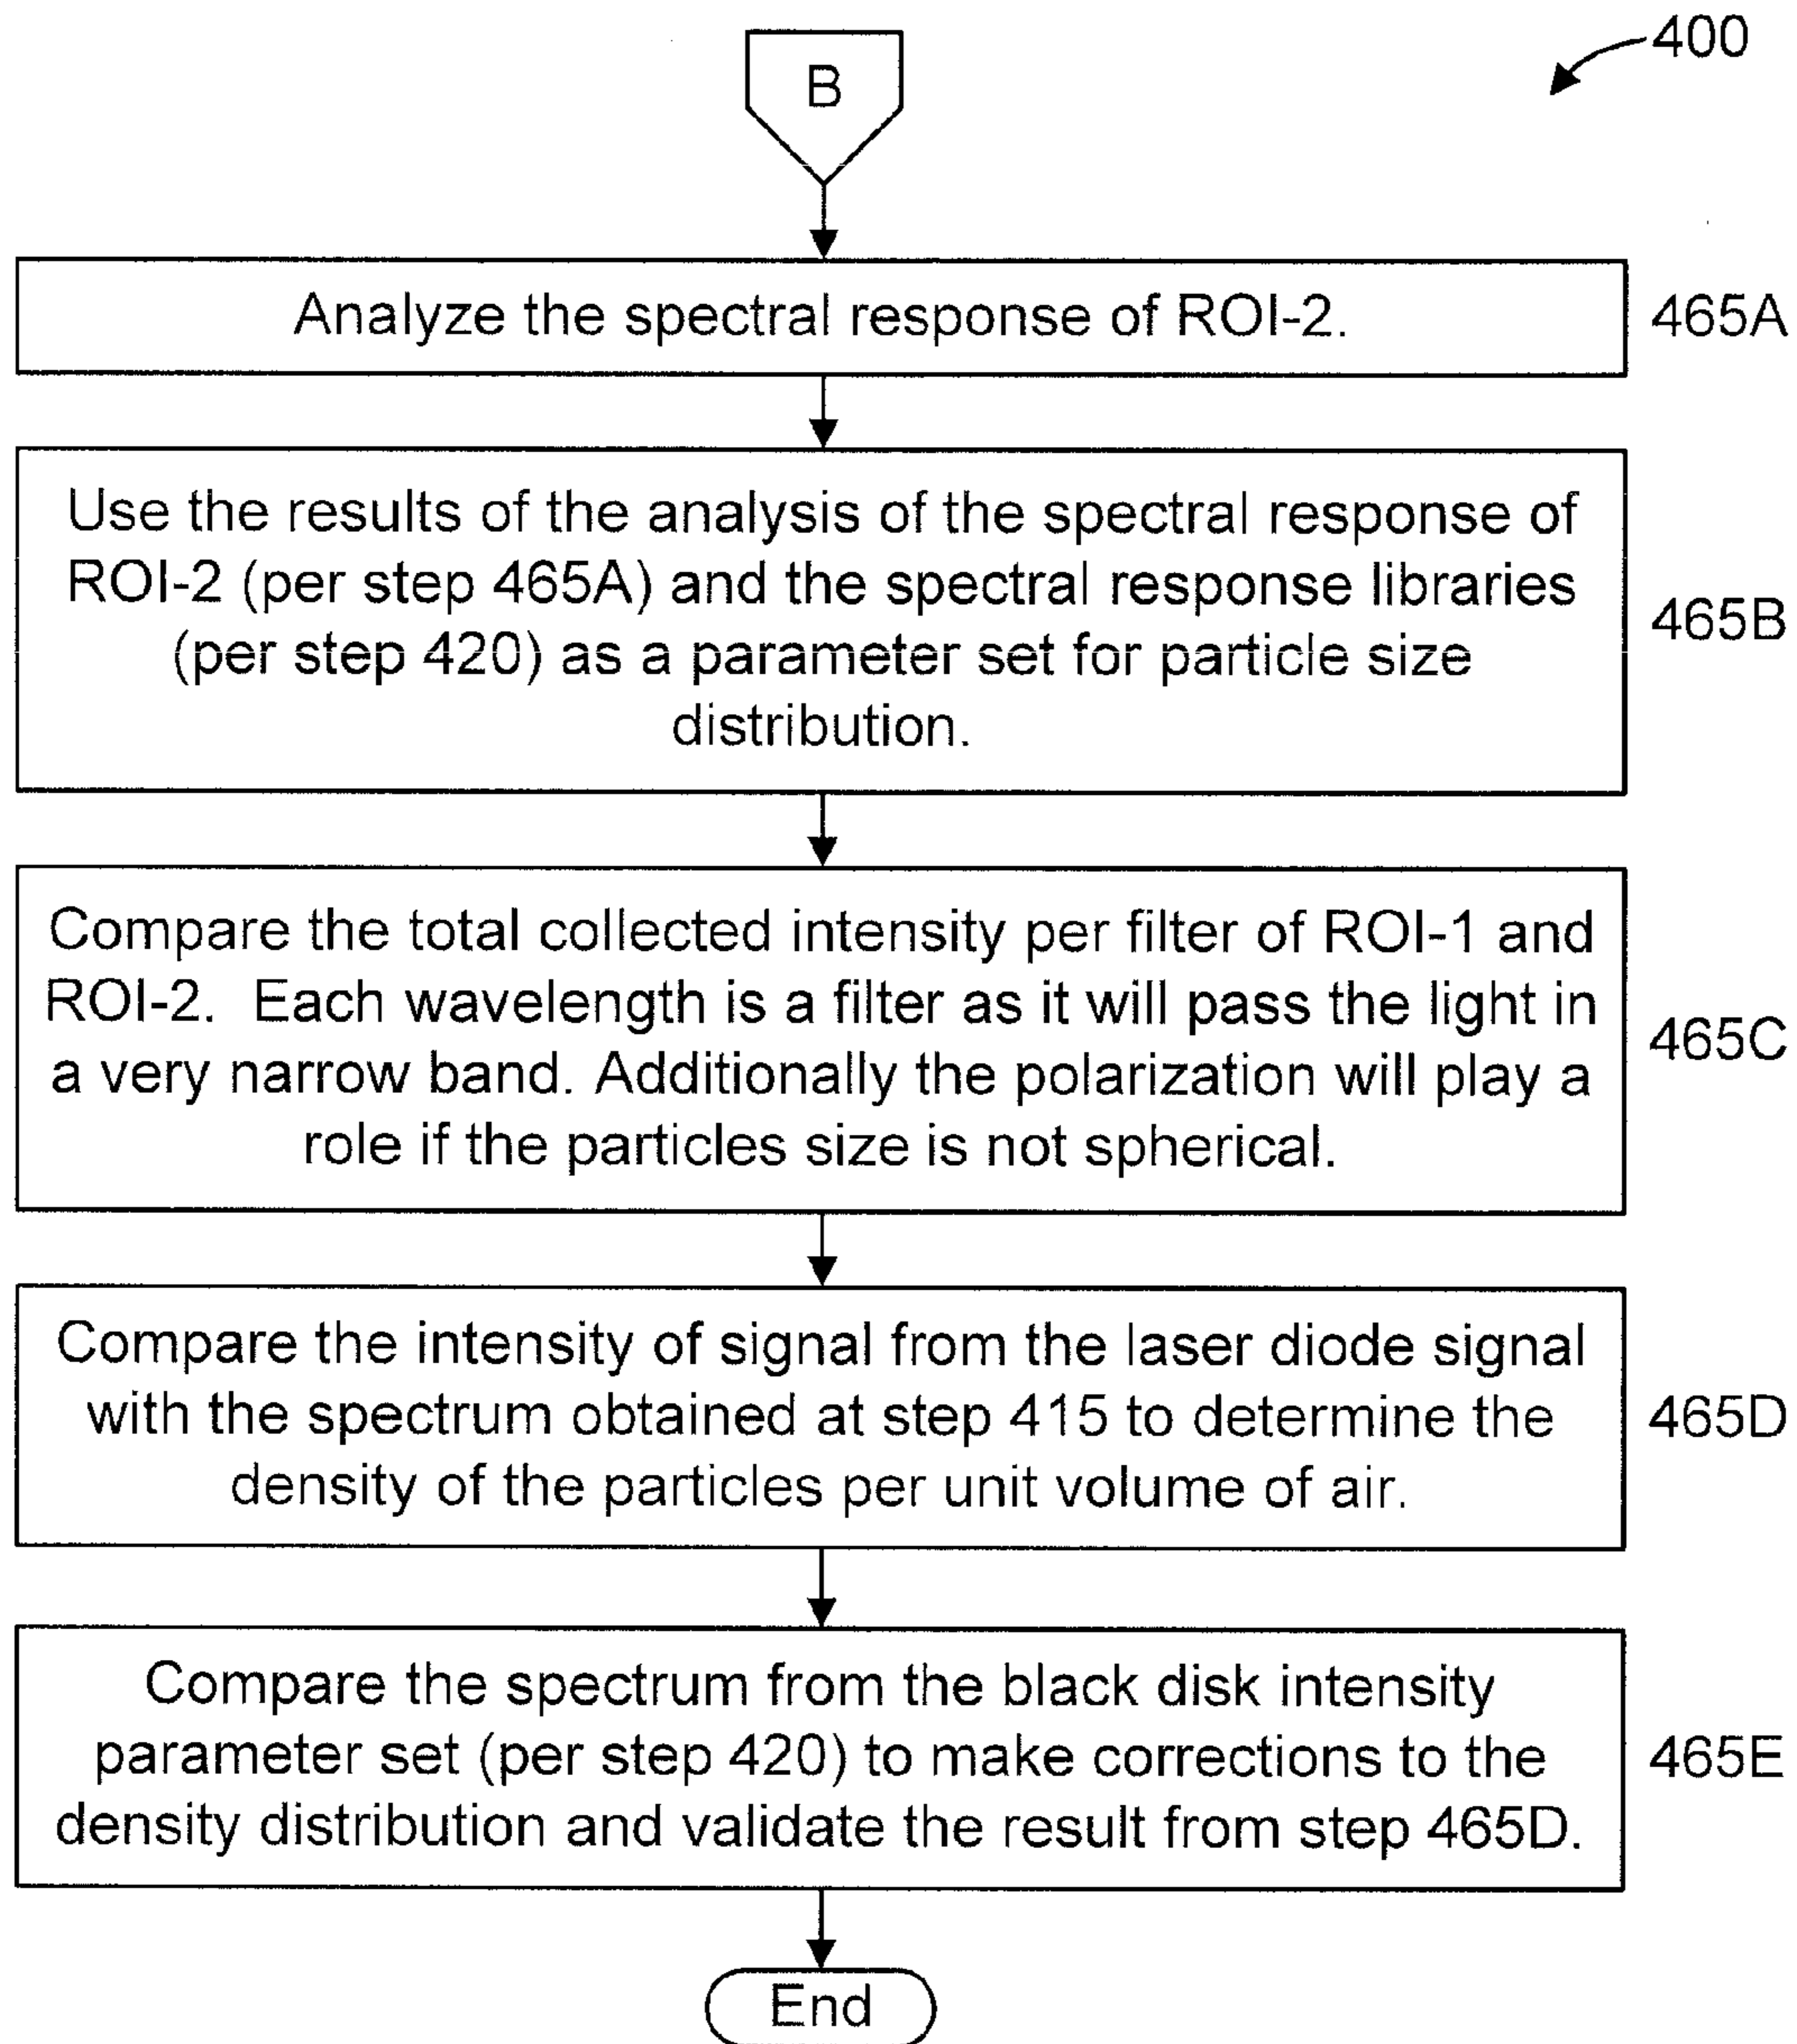 400
B
Analyze the spectral response of ROI-2.
465A
Use the results of the analysis of the spectral response of
ROI-2 (per step 465A) and the spectral response libraries
(per step 420) as a parameter set for particle size
distribution.
465B
Compare the total collected intensity per filter of ROI-1 and
ROI-2.  Each wavelength is a filter as it will pass the light in
a very narrow band. Additionally the polarization will play a
role if the particles size is not spherical.
465C
Compare the intensity of signal from the laser diode signal
with the spectrum obtained at step 415 to determine the
density of the particles per unit volume of air.
465D
Compare the spectrum from the black disk intensity
parameter set (per step 420) to make corrections to the
density distribution and validate the result from step 465D.
465E
End